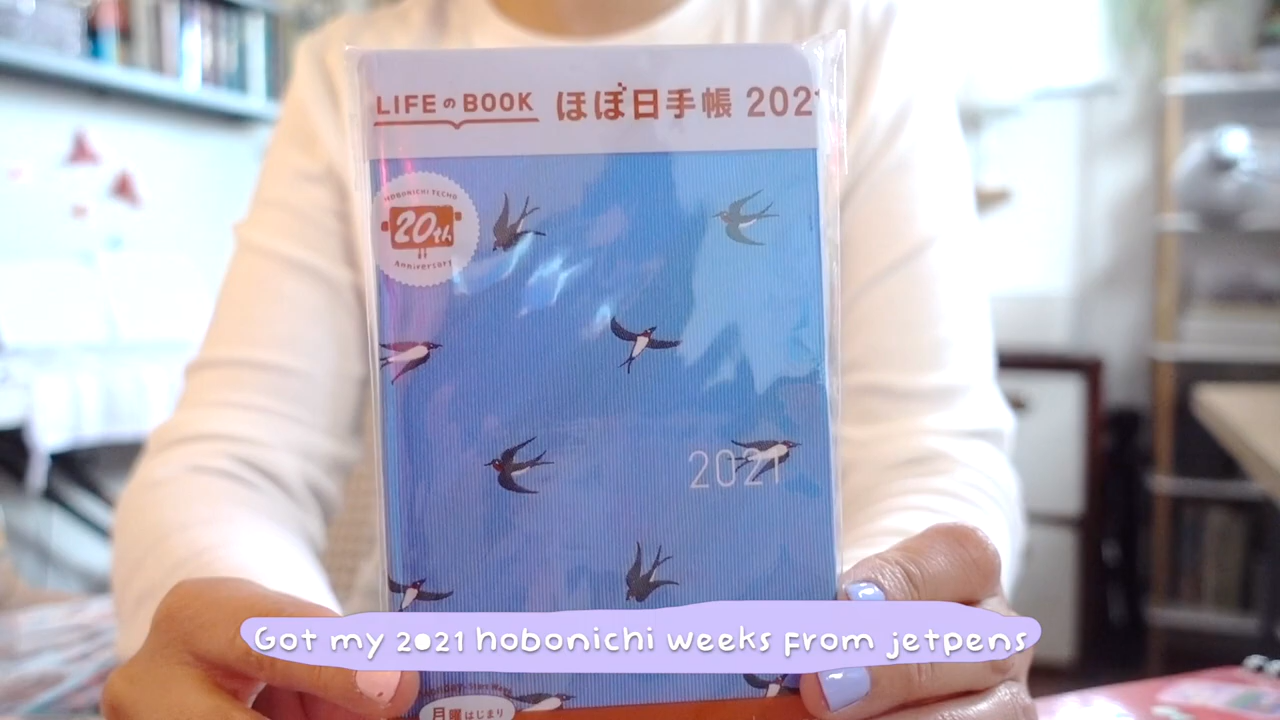 LIFEのBOOK ほぼ日手帳 2021
HOBONICHI TECHO
20th
Anniversary
2021
Got my 2021 hobonichi weeks from jetpens
月曜はじまり